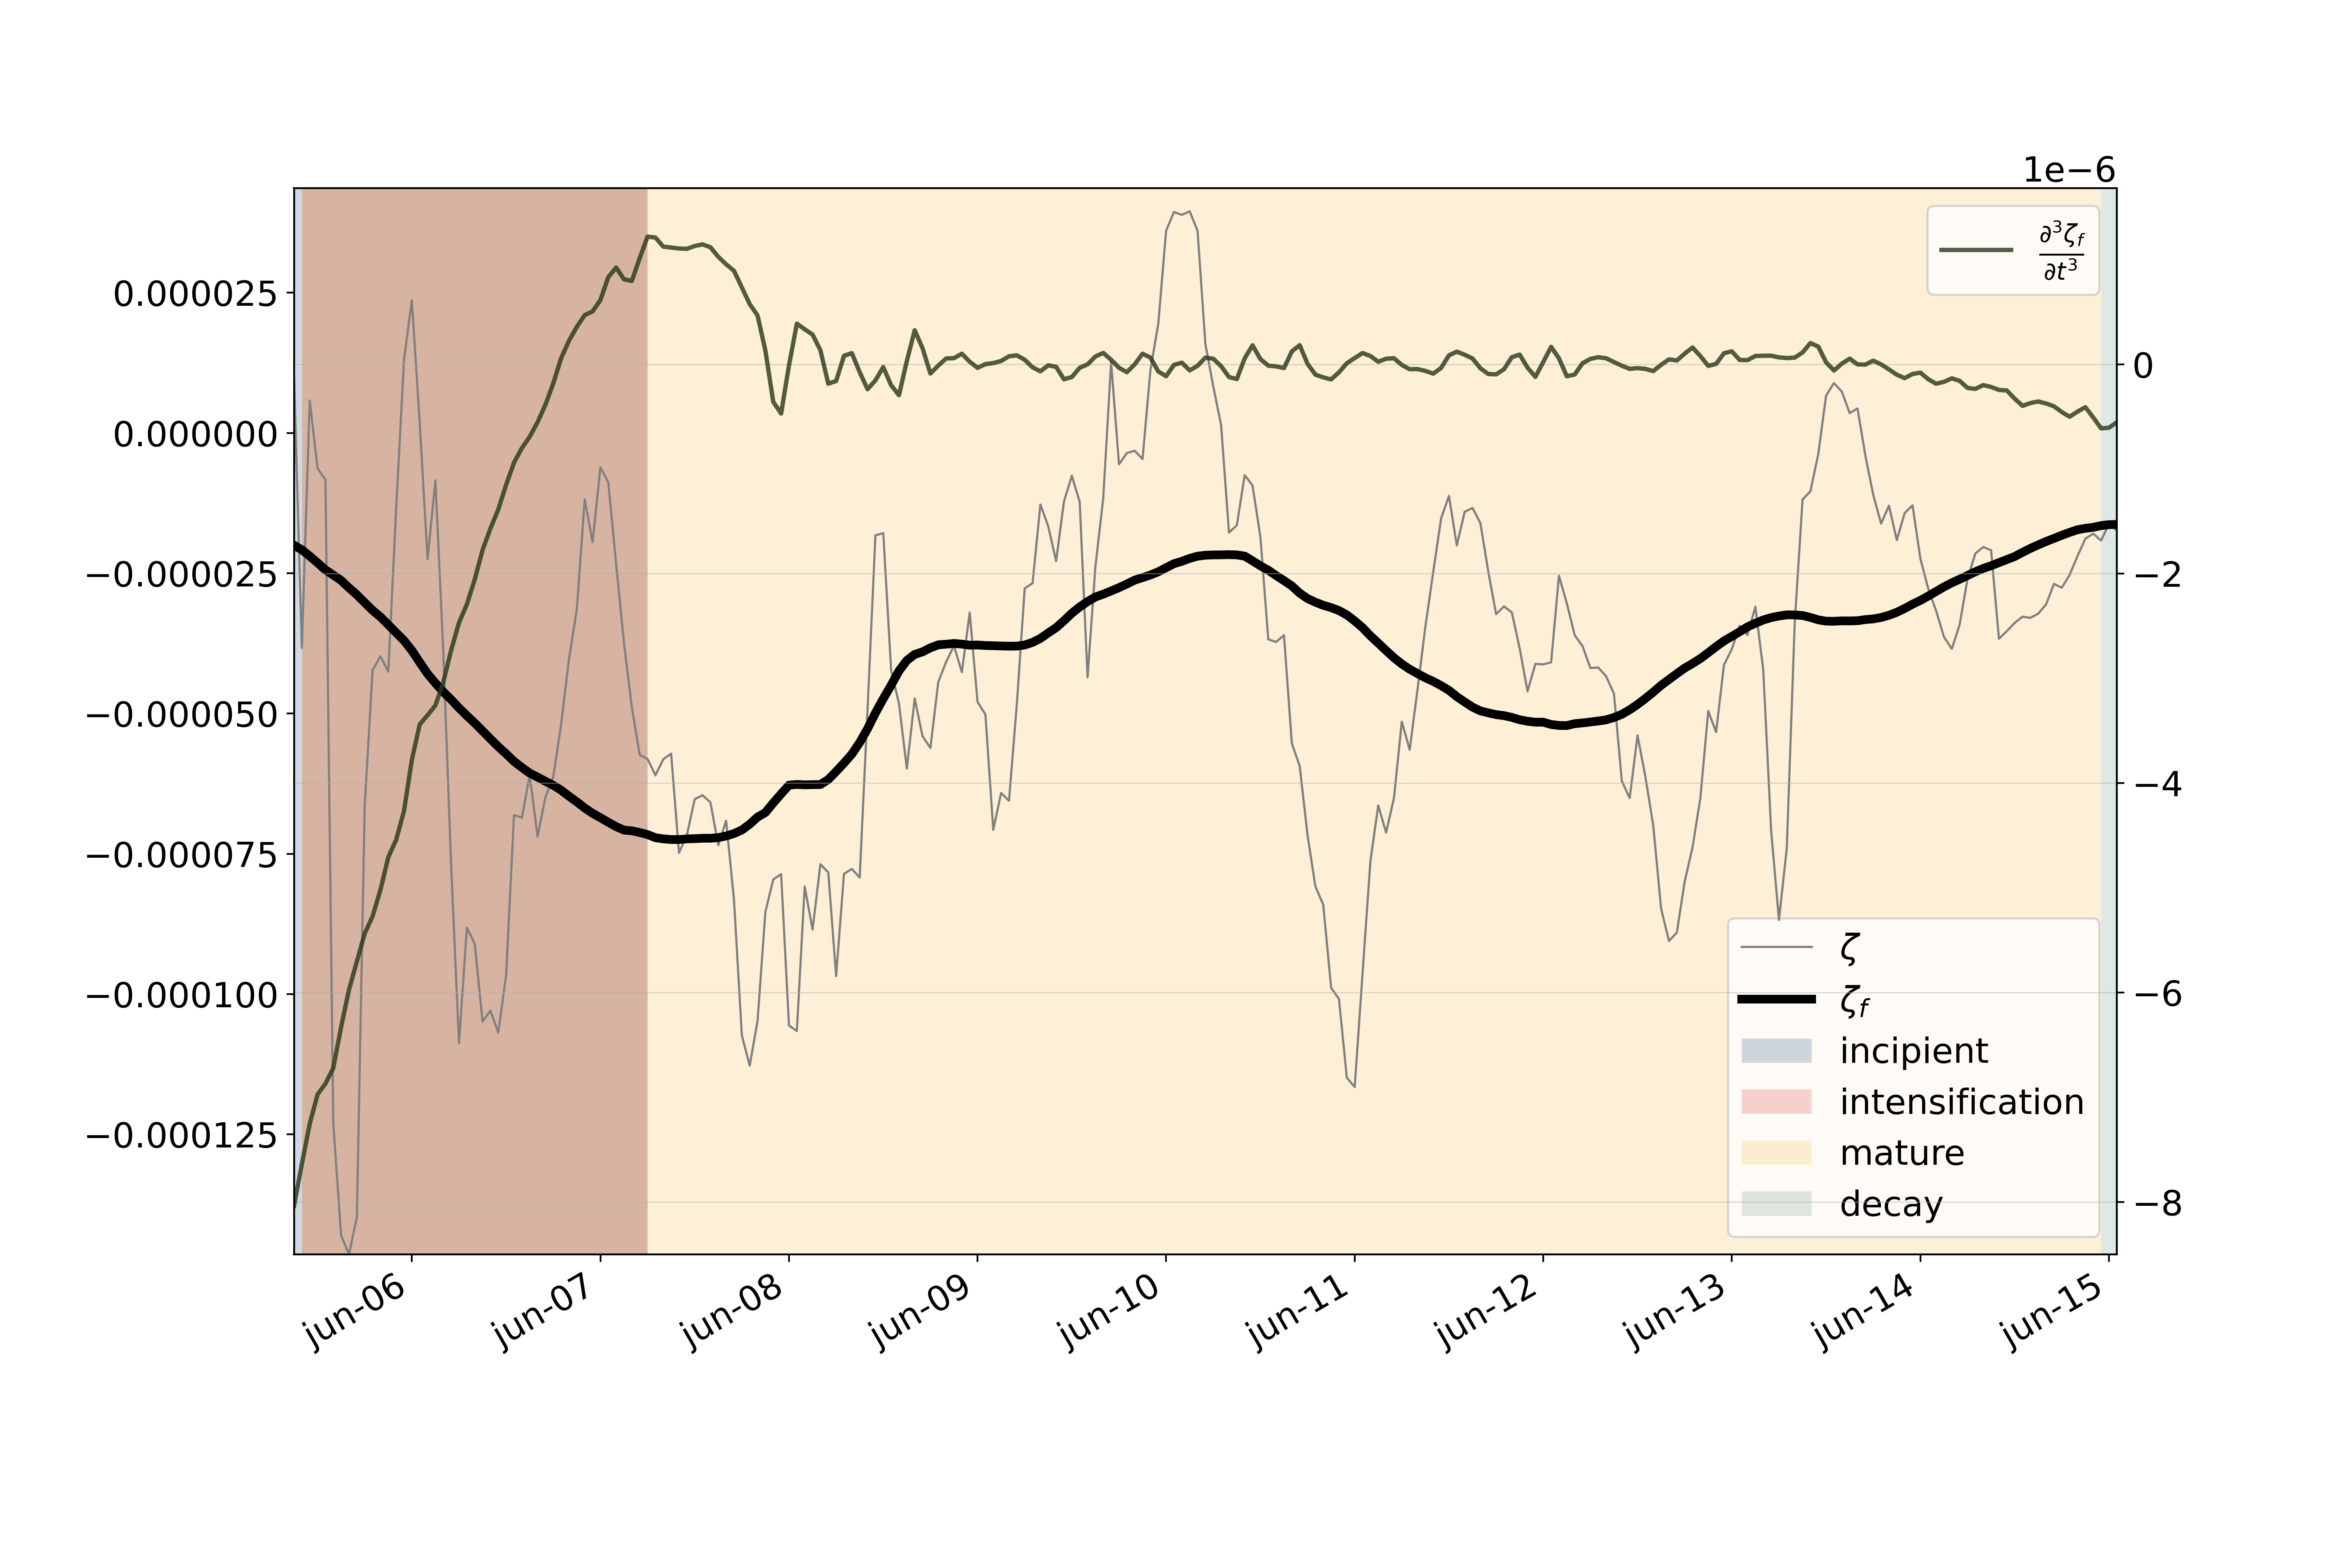 1e−6
∂³ζ_f
∂t³
0.000025
0.000000
−0.000025
−0.000050
−0.000075
−0.000100
−0.000125
0
−2
−4
−6
−8
ζ
ζ_f
incipient
intensification
mature
decay
jun-06
jun-07
jun-08
jun-09
jun-10
jun-11
jun-12
jun-13
jun-14
jun-15